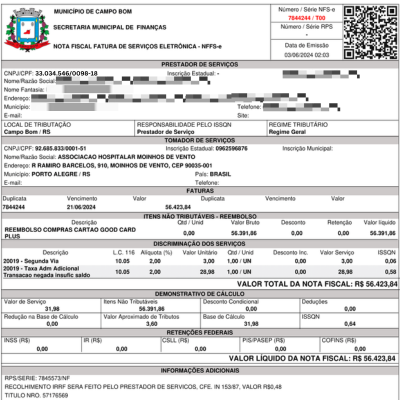 MUNICÍPIO DE CAMPO BOM
SECRETARIA MUNICIPAL DE FINANÇAS
NOTA FISCAL FATURA DE SERVIÇOS ELETRÔNICA - NFFS-e
Número / Série NFS-e
7844244 / T00
Número / Série RPS
-
Data de Emissão
03/06/2024 02:03
PRESTADOR DE SERVIÇOS
CNPJ/CPF: 33.034.546/0098-18 Inscrição Estadual: -
Nome/Razão Social:
Nome Fantasia:
Endereço:
Município: Telefone:
E-mail: Site:
LOCAL DE TRIBUTAÇÃO RESPONSABILIDADE PELO ISSQN REGIME TRIBUTÁRIO
Campo Bom / RS Prestador de Serviço Regime Geral
TOMADOR DE SERVIÇOS
CNPJ/CPF: 92.685.833/0001-51 Inscrição Estadual: 0962596876 Inscrição Municipal:
Nome/Razão Social: ASSOCIACAO HOSPITALAR MOINHOS DE VENTO
Endereço: R RAMIRO BARCELOS, 910, MOINHOS DE VENTO, CEP 90035-001
Município: PORTO ALEGRE / RS País: BRASIL
E-mail: Telefone:
FATURAS
Duplicata Vencimento Valor Duplicata Vencimento Valor
7844244 21/06/2024 56.423,84
ITENS NÃO TRIBUTÁVEIS - REEMBOLSO
Descrição Qtd / Unid Valor Bruto Desconto Retenção Valor líquido
REEMBOLSO COMPRAS CARTAO GOOD CARD PLUS 0,00 56.391,86 0,00 0,00 56.391,86
DISCRIMINAÇÃO DOS SERVIÇOS
Descrição L.C. 116 Alíquota (%) Valor Unitário Qtd / Unit Desconto Inc. Valor Serviço ISSQN
20019 - Segunda Via 10.05 2,00 3,00 1,00 / UN 0,00 3,00 0,06
20019 - Taxa Adm Adicional Transacao negada insufic saldo 10.05 2,00 28,98 1,00 / UN 0,00 28,98 0,58
VALOR TOTAL DA NOTA FISCAL: R$ 56.423,84
DEMONSTRATIVO DE CÁLCULO
Valor de Serviço Itens Não Tributáveis Desconto Condicional Deduções
31,98 56.391,86 0,00 0,00
Redução na Base de Cálculo Valor Aproximado de Tributos Base de Cálculo ISSQN
0,00 3,60 31,98 0,64
RETENÇÕES FEDERAIS
INSS (R$) IR (R$) CSLL (R$) PIS/PASEP (R$) COFINS (R$)
0,00 0,00 0,00 0,00 0,00
VALOR LÍQUIDO DA NOTA FISCAL: R$ 56.423,84
INFORMAÇÕES ADICIONAIS
RPS/SERIE: 7845573/NF
RECOLHIMENTO IRRF SERA FEITO PELO PRESTADOR DE SERVICOS, CFE. IN 153/87, VALOR R$0,48
TITULO NRO. 57176569